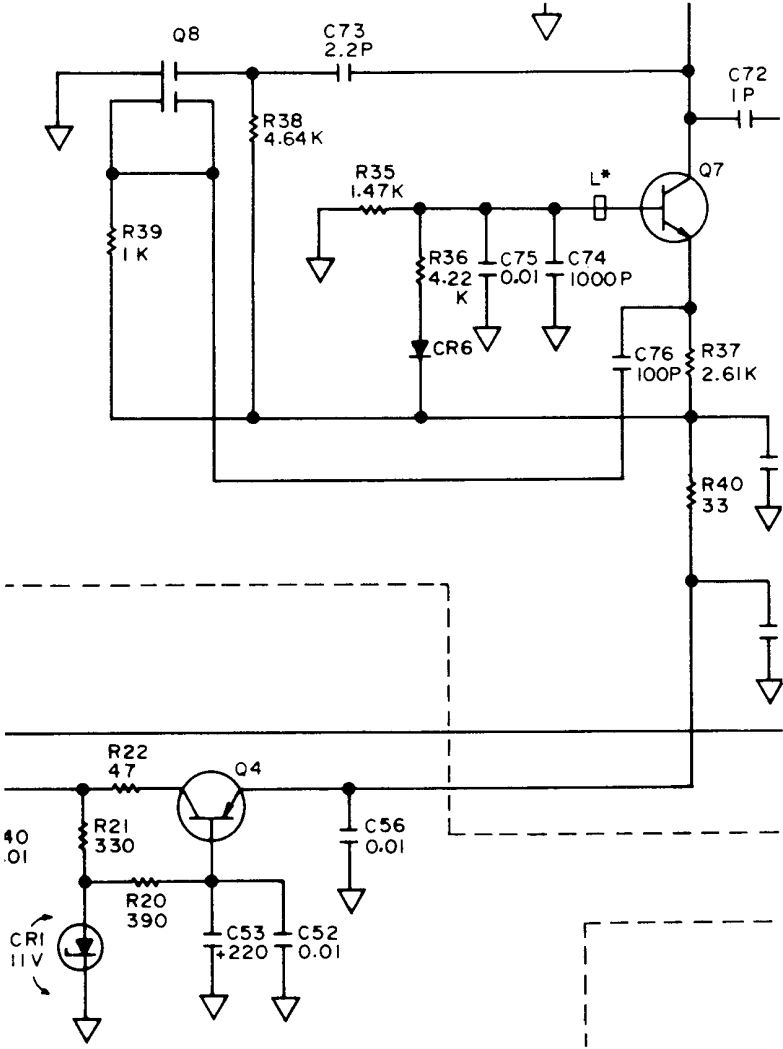 Q8
C73
2.2P
C72
1P
R38
4.64K
R35
1.47K
L*
Q7
R39
1K
R36
4.22
K
C75
0.01
C74
1000P
CR6
C76
100P
R37
2.61K
R40
33
R22
47
Q4
40
.01
R21
330
C56
0.01
R20
390
CR1
11V
C53
+220
C52
0.01